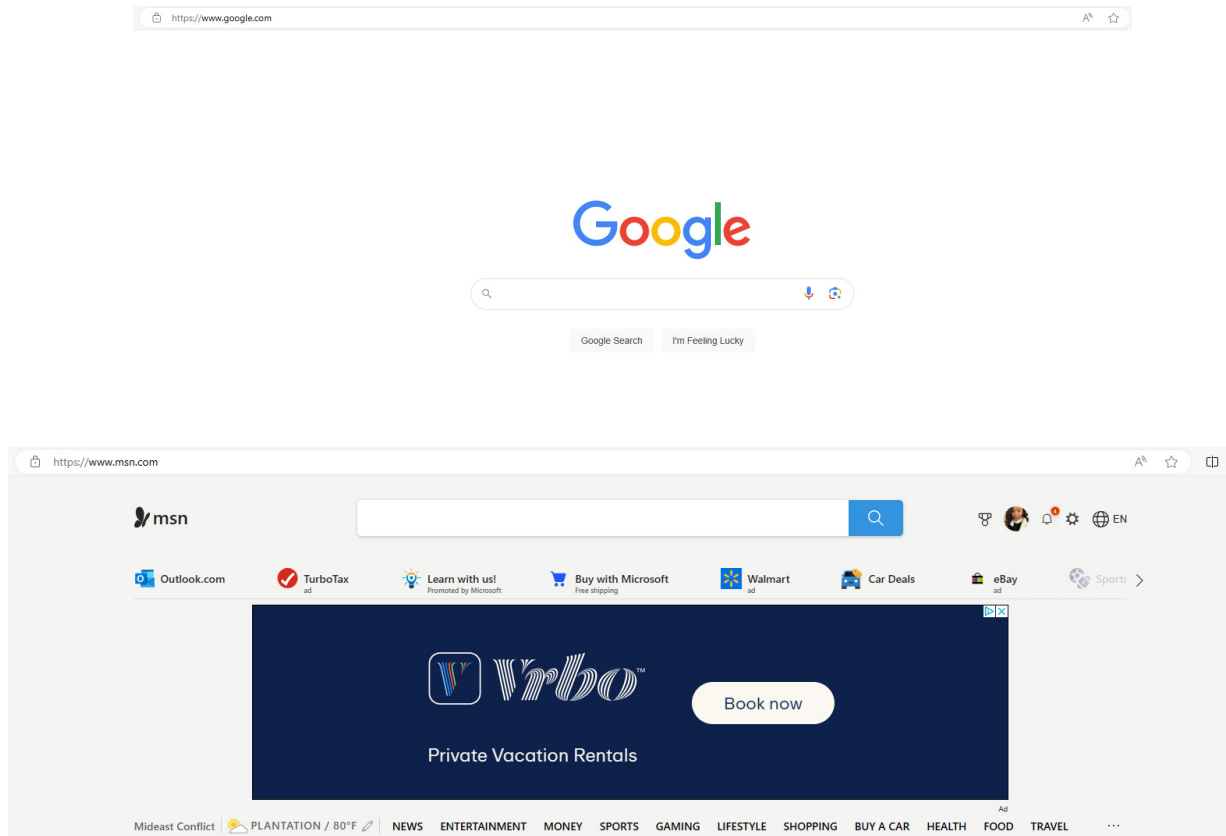 https://www.google.com
Google
Google Search I'm Feeling Lucky
https://www.msn.com
msn
EN
Outlook.com TurboTax Learn with us! Buy with Microsoft Walmart Car Deals eBay Sports
ad Promoted by Microsoft Free shipping ad ad
Vrbo™
Book now
Private Vacation Rentals
Ad
Mideast Conflict PLANTATION / 80°F NEWS ENTERTAINMENT MONEY SPORTS GAMING LIFESTYLE SHOPPING BUY A CAR HEALTH FOOD TRAVEL ...